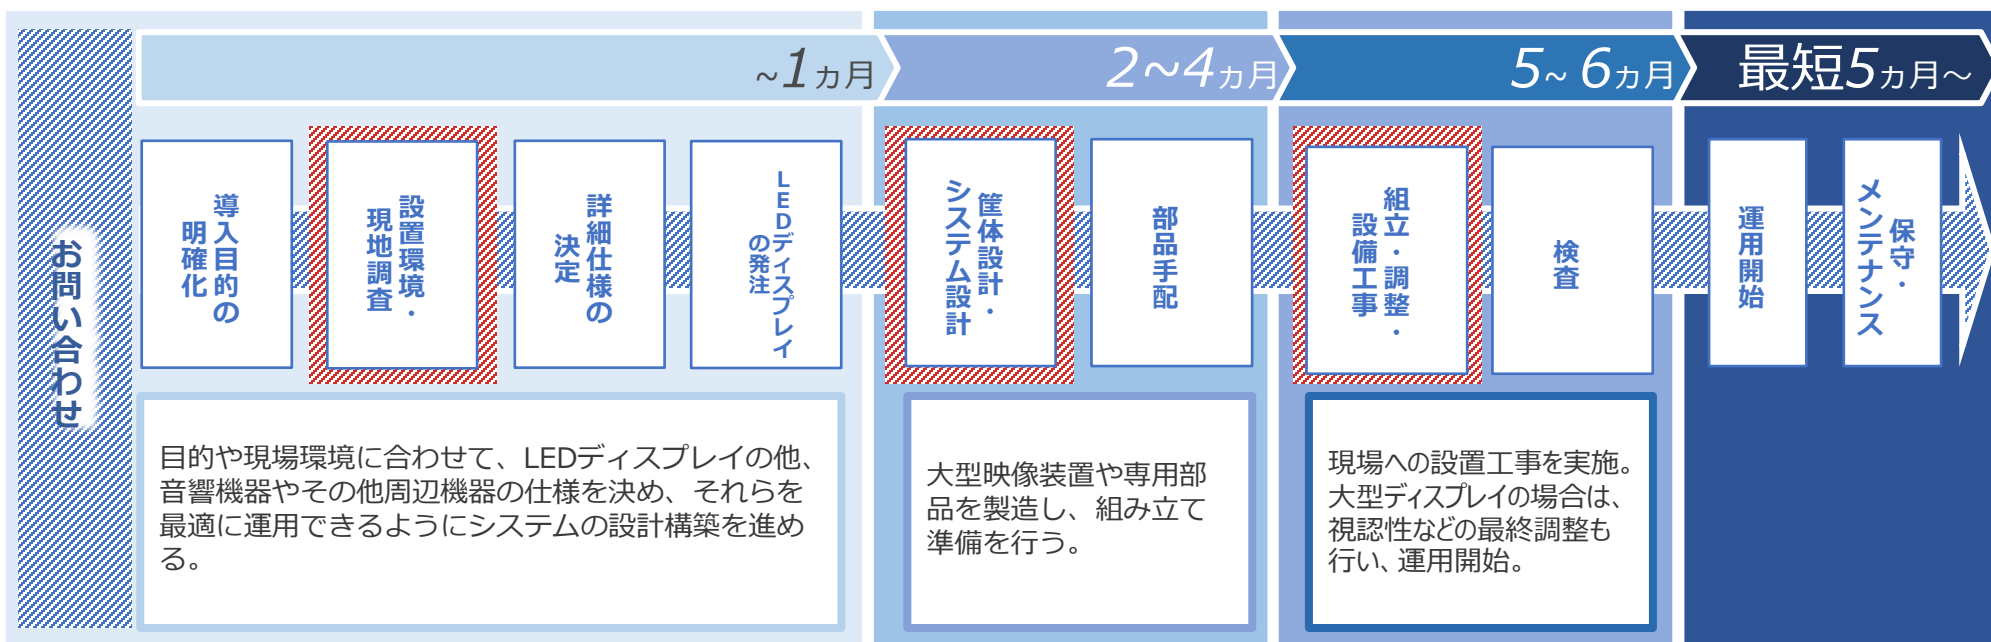 お問い合わせ
~1ヵ月
導入目的の
明確化
設置環境・
現地調査
詳細仕様の
決定
LEDディスプレイ
の発注
目的や現場環境に合わせて、LEDディスプレイの他、
音響機器やその他周辺機器の仕様を決め、それらを
最適に運用できるようにシステムの設計構築を進め
る。
2~4ヵ月
筐体設計・
システム設計
部品手配
大型映像装置や専用部
品を製造し、組み立て
準備を行う。
5~6ヵ月
組立・調整・
設備工事
検査
現場への設置工事を実施。
大型ディスプレイの場合は、
視認性などの最終調整も
行い、運用開始。
最短5ヵ月～
運用開始
保守・
メンテナンス